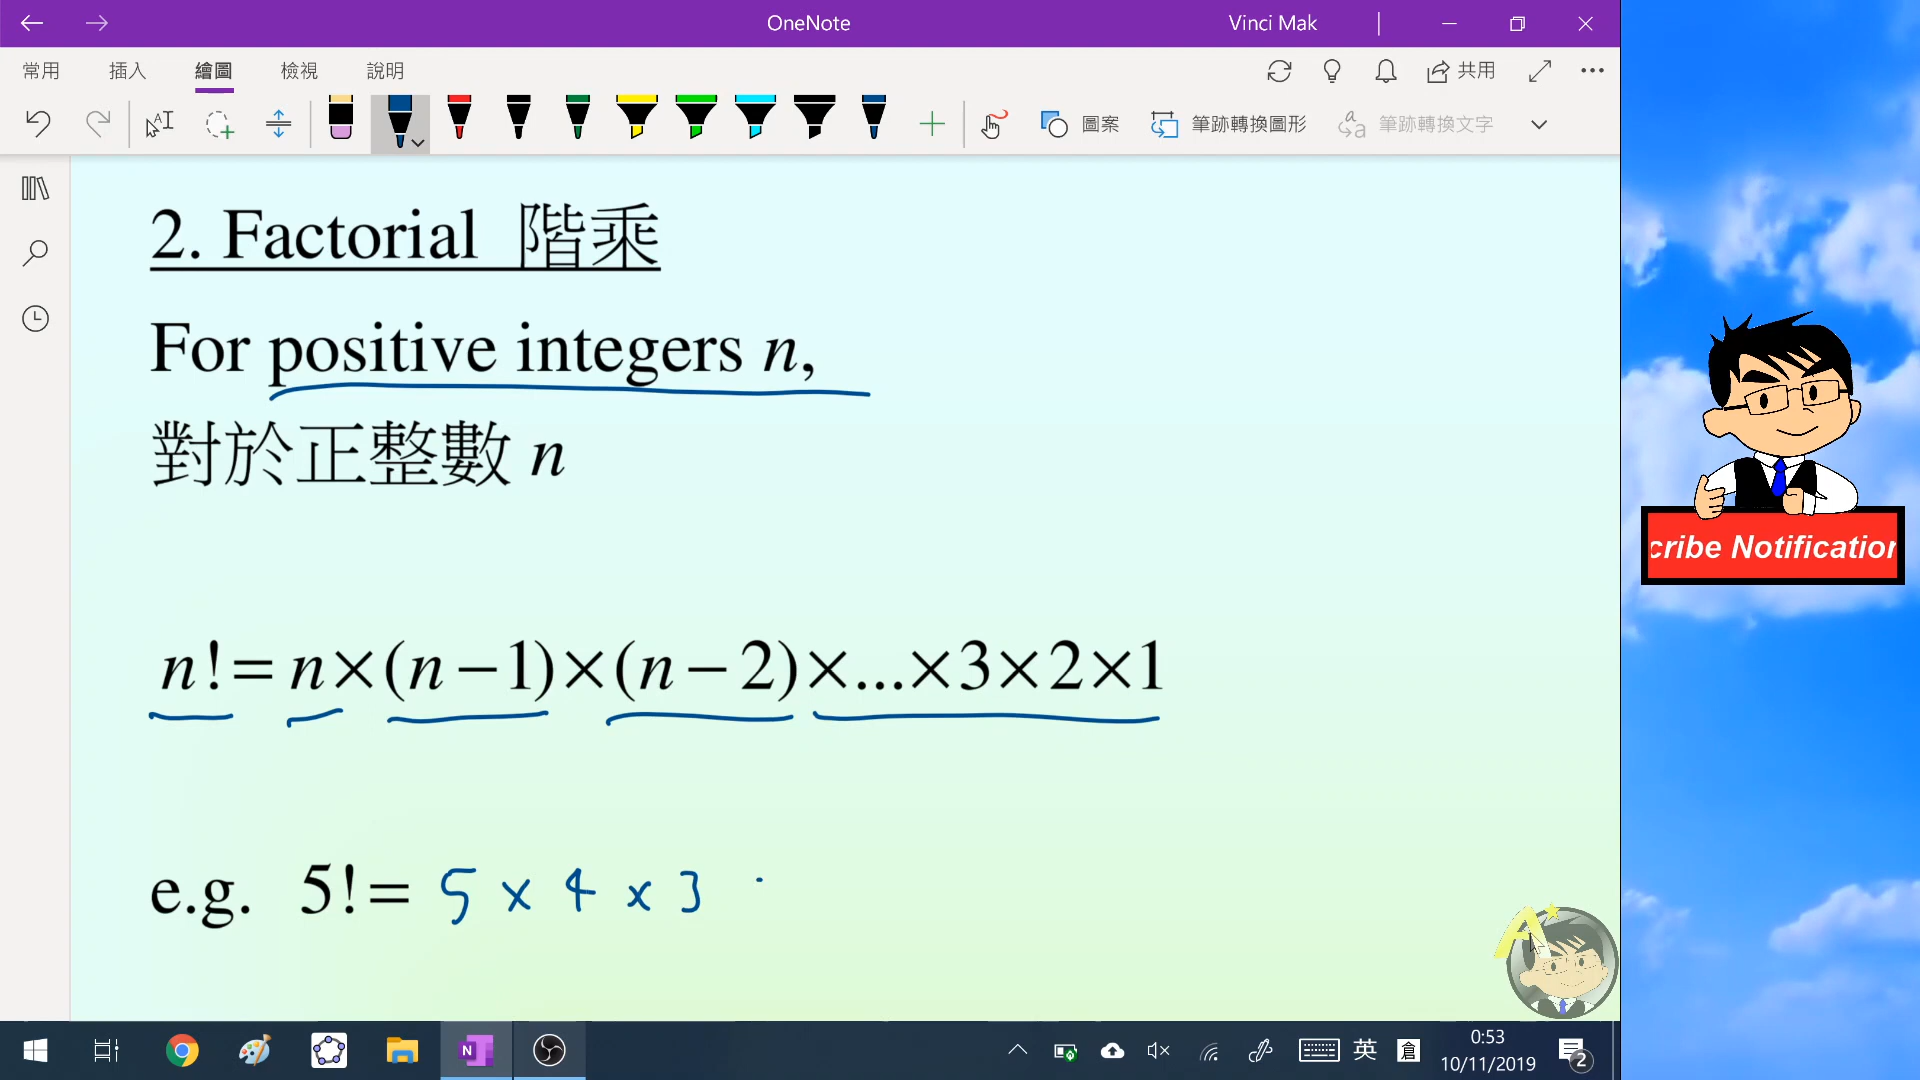 OneNote
Vinci Mak
常用 插入 繪圖 檢視 說明
共用
圖案 筆跡轉換圖形 筆跡轉換文字
2. Factorial 階乘
For positive integers n,
對於正整數 n
n! = n×(n−1)×(n−2)×...×3×2×1
e.g. 5! = 5 × 4 × 3
cribe Notification
A
英 倉
0:53
10/11/2019
2